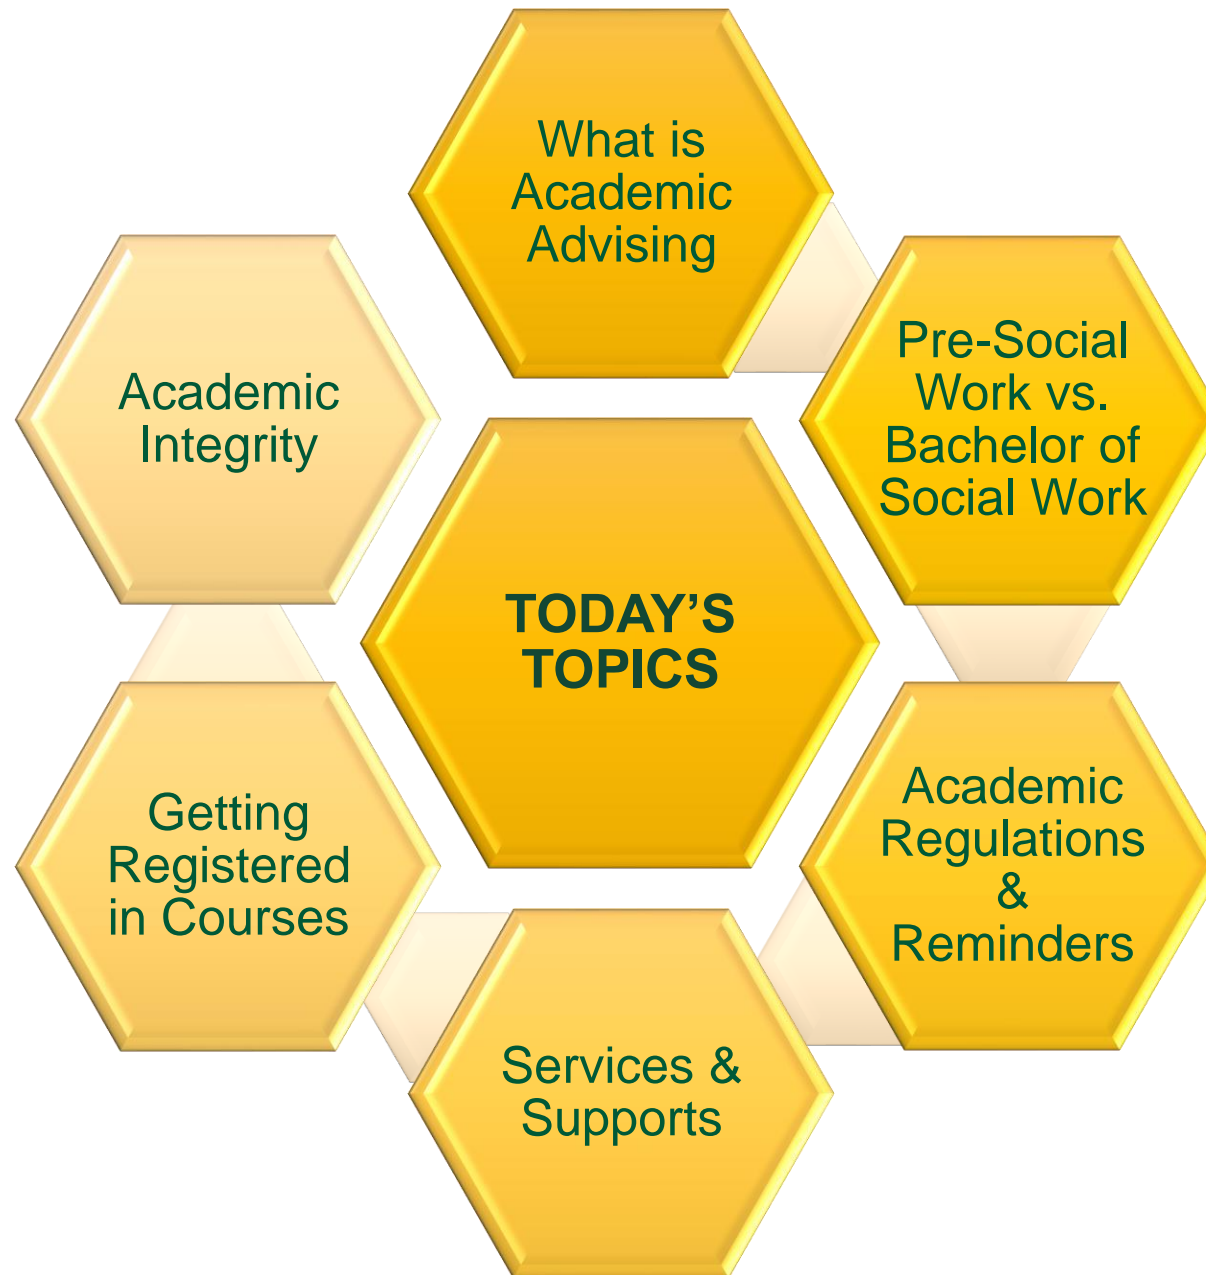 What is
Academic
Advising
Pre-Social
Work vs.
Bachelor of
Social Work
Academic
Regulations
&
Reminders
Services &
Supports
Getting
Registered
in Courses
Academic
Integrity
TODAY’S
TOPICS